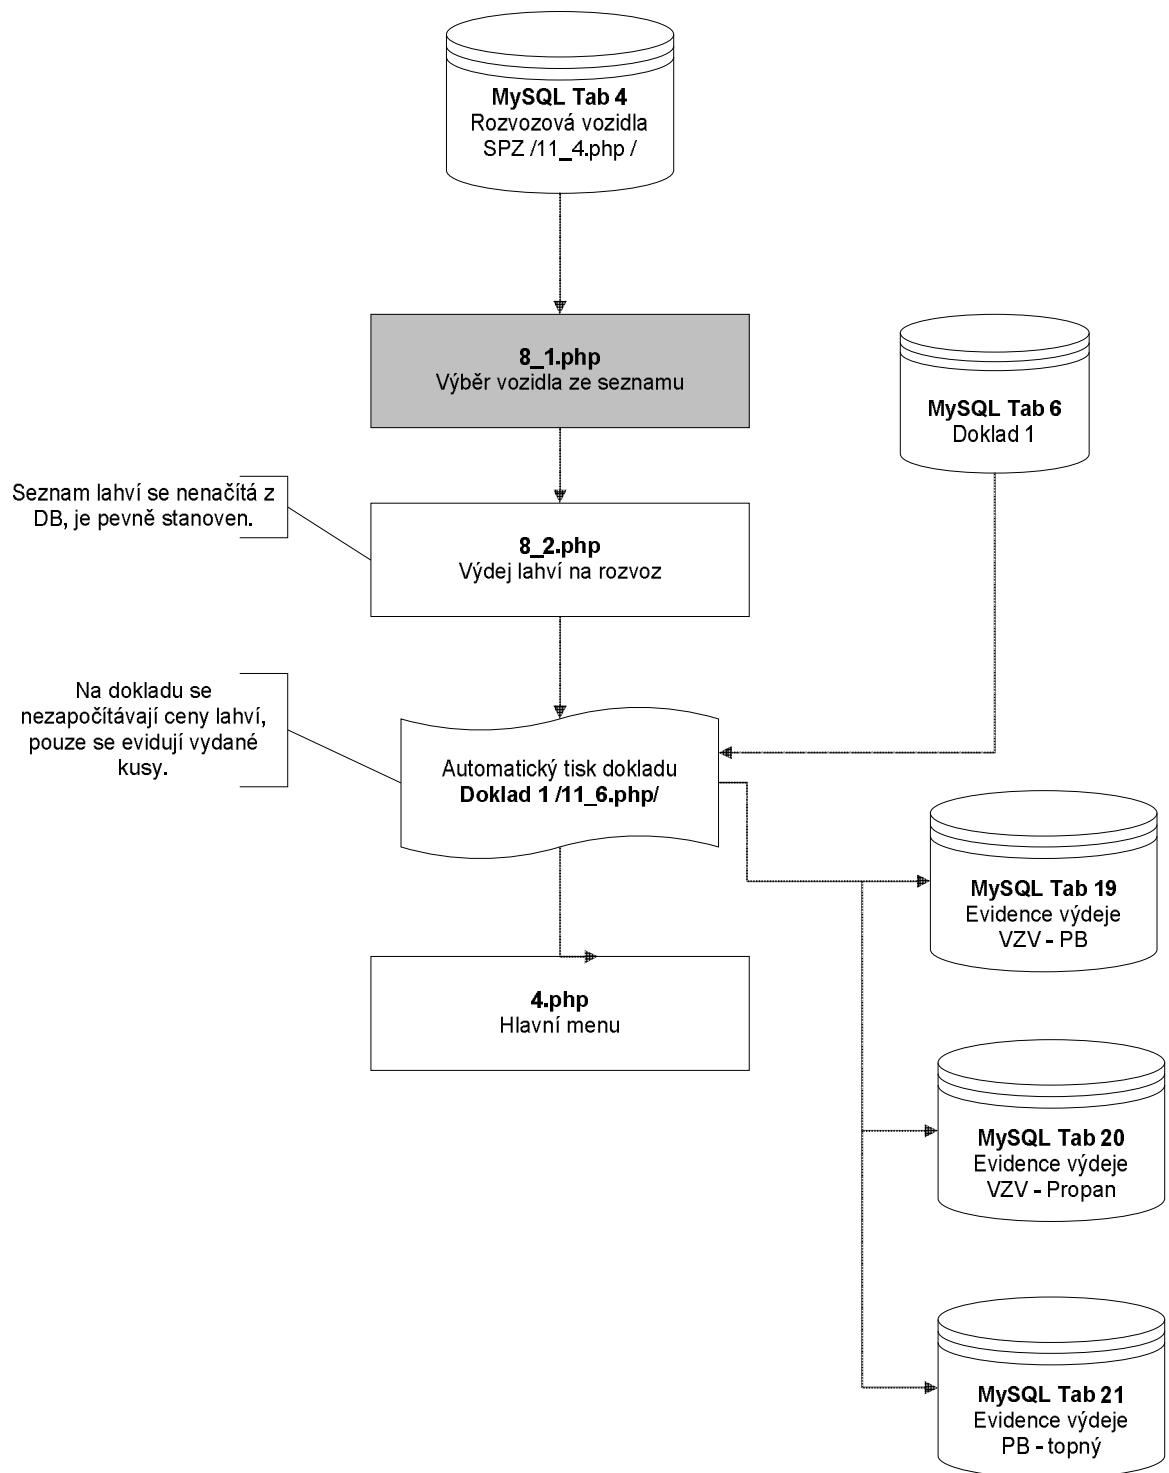 MySQL Tab 4
Rozvozová vozidla
SPZ /11_4.php /
8_1.php
Výběr vozidla ze seznamu
MySQL Tab 6
Doklad 1
Seznam lahví se nenačítá z
DB, je pevně stanoven.
8_2.php
Výdej lahví na rozvoz
Na dokladu se
nezapočítávají ceny lahví,
pouze se evidují vydané
kusy.
Automatický tisk dokladu
Doklad 1 /11_6.php/
MySQL Tab 19
Evidence výdeje
VZV - PB
4.php
Hlavní menu
MySQL Tab 20
Evidence výdeje
VZV - Propan
MySQL Tab 21
Evidence výdeje
PB - topný